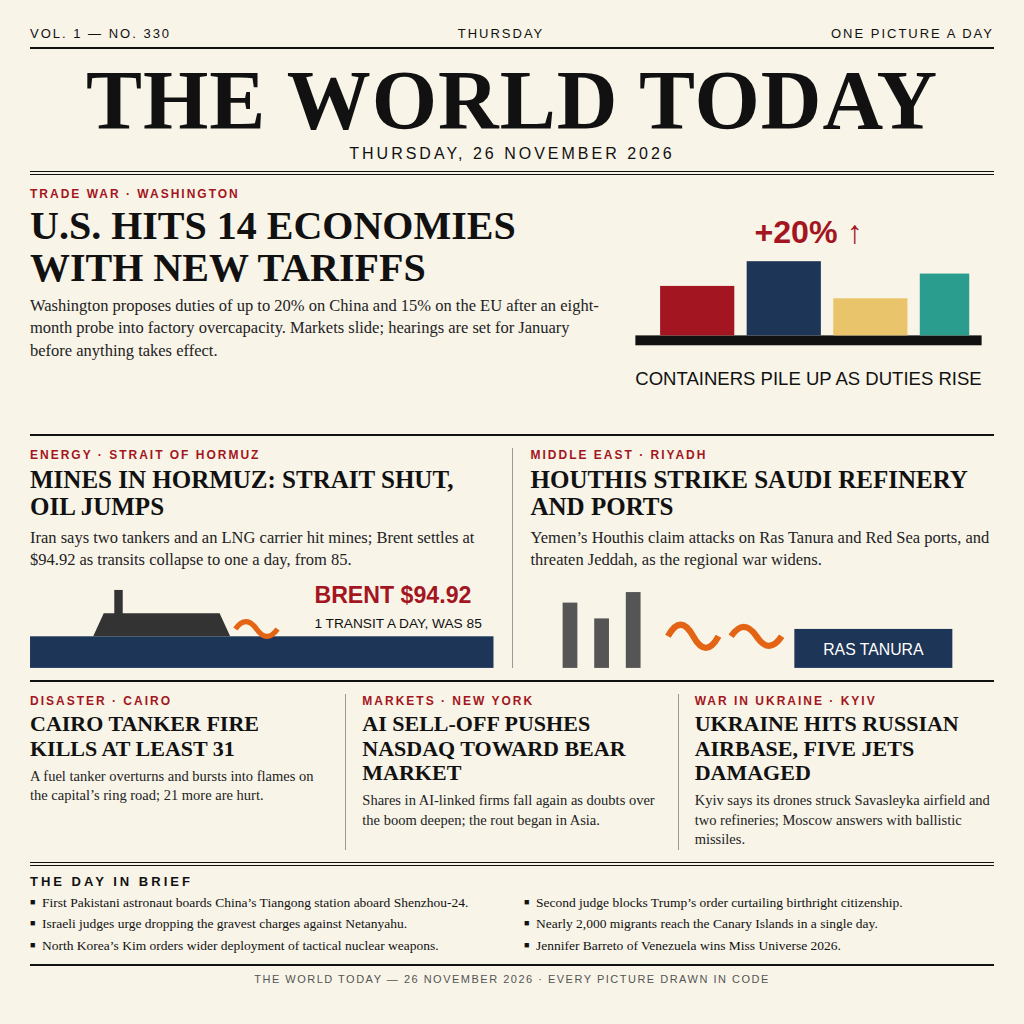 VOL. 1 — NO. 330
THURSDAY
ONE PICTURE A DAY
THE WORLD TODAY
THURSDAY, 26 NOVEMBER 2026
TRADE WAR · WASHINGTON
U.S. HITS 14 ECONOMIES
WITH NEW TARIFFS
Washington proposes duties of up to 20% on China and 15% on the EU after an eight-
month probe into factory overcapacity. Markets slide; hearings are set for January
before anything takes effect.
+20% ↑
CONTAINERS PILE UP AS DUTIES RISE
ENERGY · STRAIT OF HORMUZ
MINES IN HORMUZ: STRAIT SHUT,
OIL JUMPS
Iran says two tankers and an LNG carrier hit mines; Brent settles at
$94.92 as transits collapse to one a day, from 85.
BRENT $94.92
1 TRANSIT A DAY, WAS 85
MIDDLE EAST · RIYADH
HOUTHIS STRIKE SAUDI REFINERY
AND PORTS
Yemen’s Houthis claim attacks on Ras Tanura and Red Sea ports, and
threaten Jeddah, as the regional war widens.
RAS TANURA
DISASTER · CAIRO
CAIRO TANKER FIRE
KILLS AT LEAST 31
A fuel tanker overturns and bursts into flames on
the capital’s ring road; 21 more are hurt.
MARKETS · NEW YORK
AI SELL-OFF PUSHES
NASDAQ TOWARD BEAR
MARKET
Shares in AI-linked firms fall again as doubts over
the boom deepen; the rout began in Asia.
WAR IN UKRAINE · KYIV
UKRAINE HITS RUSSIAN
AIRBASE, FIVE JETS
DAMAGED
Kyiv says its drones struck Savasleyka airfield and
two refineries; Moscow answers with ballistic
missiles.
THE DAY IN BRIEF
▪ First Pakistani astronaut boards China’s Tiangong station aboard Shenzhou-24.
▪ Israeli judges urge dropping the gravest charges against Netanyahu.
▪ North Korea’s Kim orders wider deployment of tactical nuclear weapons.
▪ Second judge blocks Trump’s order curtailing birthright citizenship.
▪ Nearly 2,000 migrants reach the Canary Islands in a single day.
▪ Jennifer Barreto of Venezuela wins Miss Universe 2026.
THE WORLD TODAY — 26 NOVEMBER 2026 · EVERY PICTURE DRAWN IN CODE